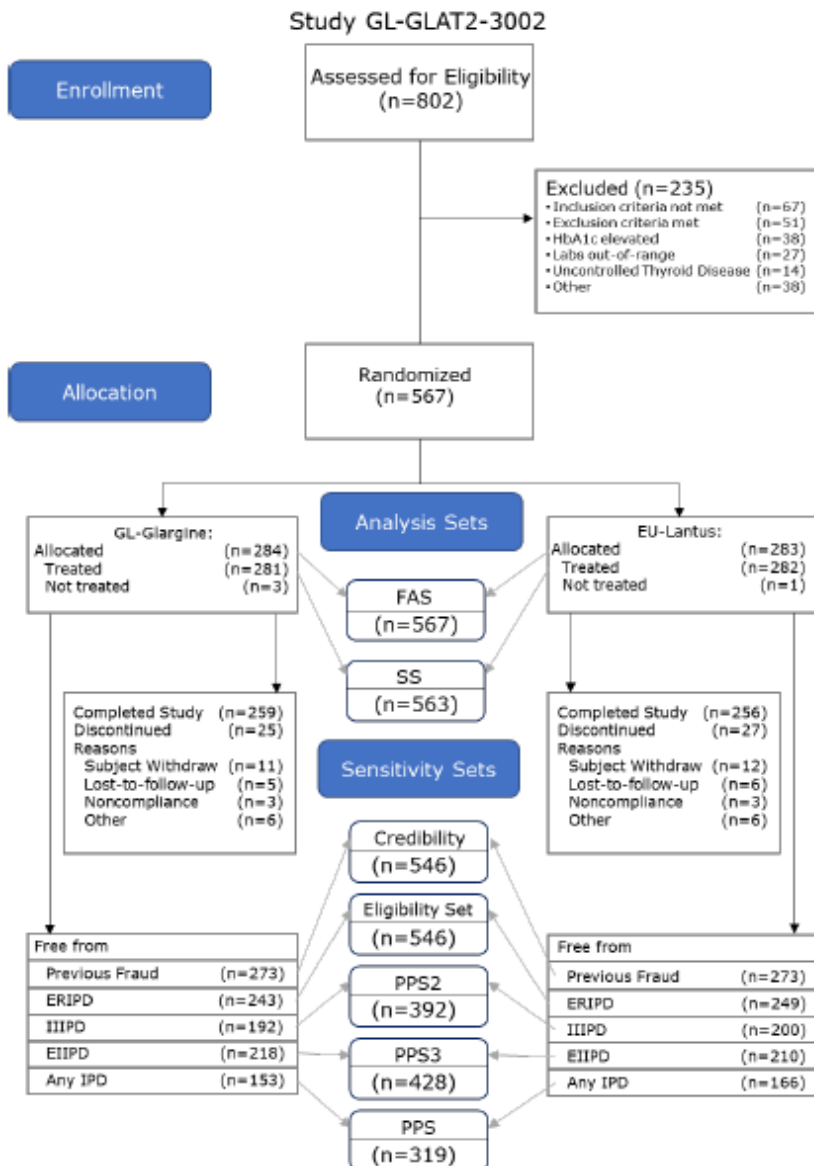 Study GL-GLAT2-3002
Enrollment
Assessed for Eligibility
(n=802)
Excluded (n=235)
• Inclusion criteria not met (n=67)
• Exclusion criteria met (n=51)
• HbA1c elevated (n=38)
• Labs out-of-range (n=27)
• Uncontrolled Thyroid Disease (n=14)
• Other (n=38)
Allocation
Randomized
(n=567)
GL-Glargine:
Allocated (n=284)
Treated (n=281)
Not treated (n=3)
Analysis Sets
EU-Lantus:
Allocated (n=283)
Treated (n=282)
Not treated (n=1)
FAS
(n=567)
SS
(n=563)
Completed Study (n=259)
Discontinued (n=25)
Reasons
Subject Withdraw (n=11)
Lost-to-follow-up (n=5)
Noncompliance (n=3)
Other (n=6)
Completed Study (n=256)
Discontinued (n=27)
Reasons
Subject Withdraw (n=12)
Lost-to-follow-up (n=6)
Noncompliance (n=3)
Other (n=6)
Sensitivity Sets
Credibility
(n=546)
Eligibility Set
(n=546)
PPS2
(n=392)
PPS3
(n=428)
PPS
(n=319)
Free from
Previous Fraud (n=273)
ERIPD (n=243)
IIIPD (n=192)
EIIPD (n=218)
Any IPD (n=153)
Free from
Previous Fraud (n=273)
ERIPD (n=249)
IIIPD (n=200)
EIIPD (n=210)
Any IPD (n=166)